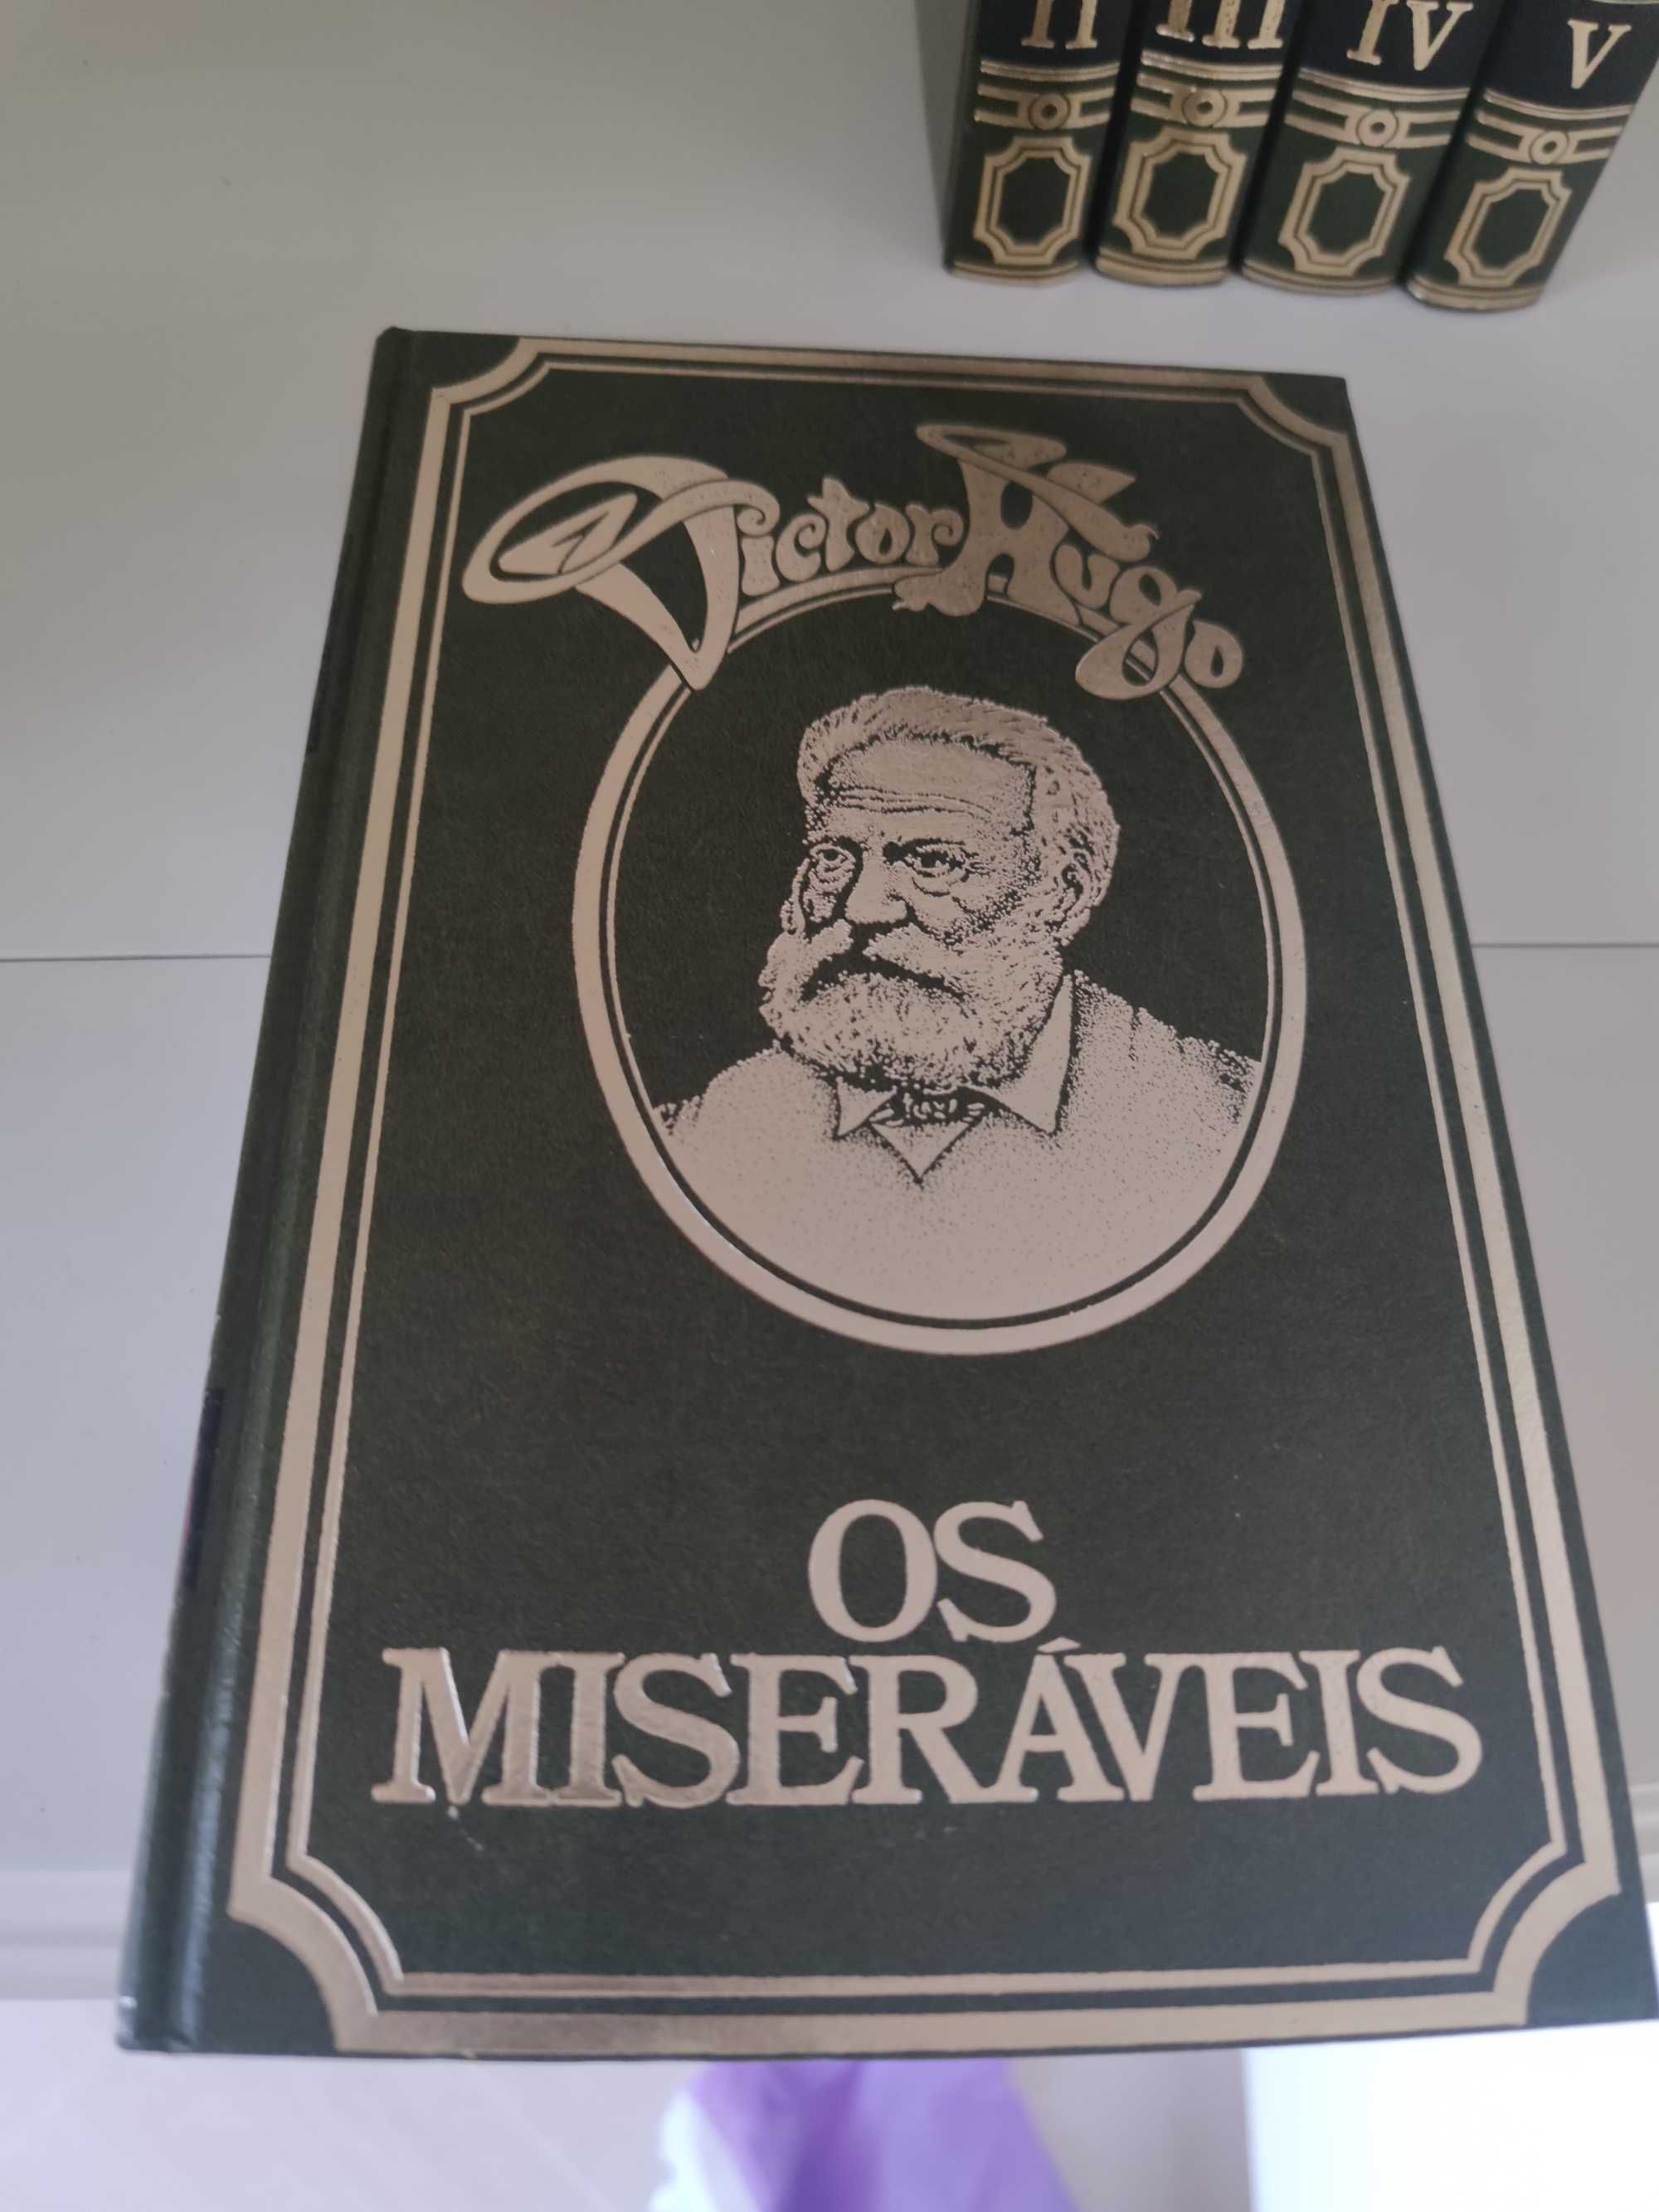 II III IV V
Victor Hugo
OS
MISERÁVEIS